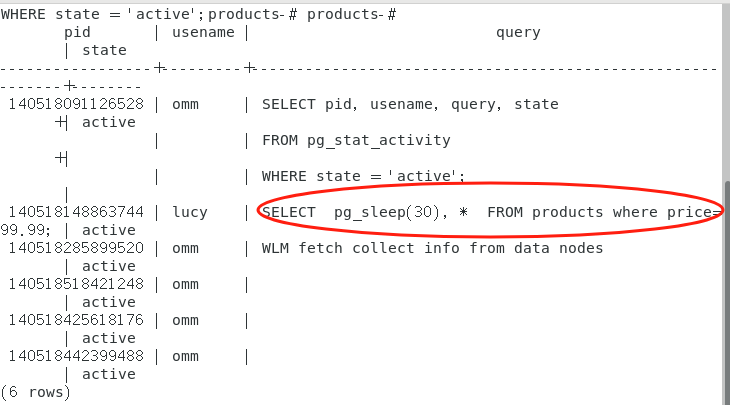 WHERE state = 'active';products-# products-#
       pid       | usename |                            query
       | state
-----------------+---------+---------------------------------------------------
-------+--------
 140518091126528 | omm     | SELECT pid, usename, query, state
      +| active
                 |         | FROM pg_stat_activity
      +|
                 |         | WHERE state = 'active';
       |
 140518148863744 | lucy    | SELECT  pg_sleep(30), *  FROM products where price=
99.99; | active
 140518285899520 | omm     | WLM fetch collect info from data nodes
       | active
 140518518421248 | omm     |
       | active
 140518425618176 | omm     |
       | active
 140518442399488 | omm     |
       | active
(6 rows)